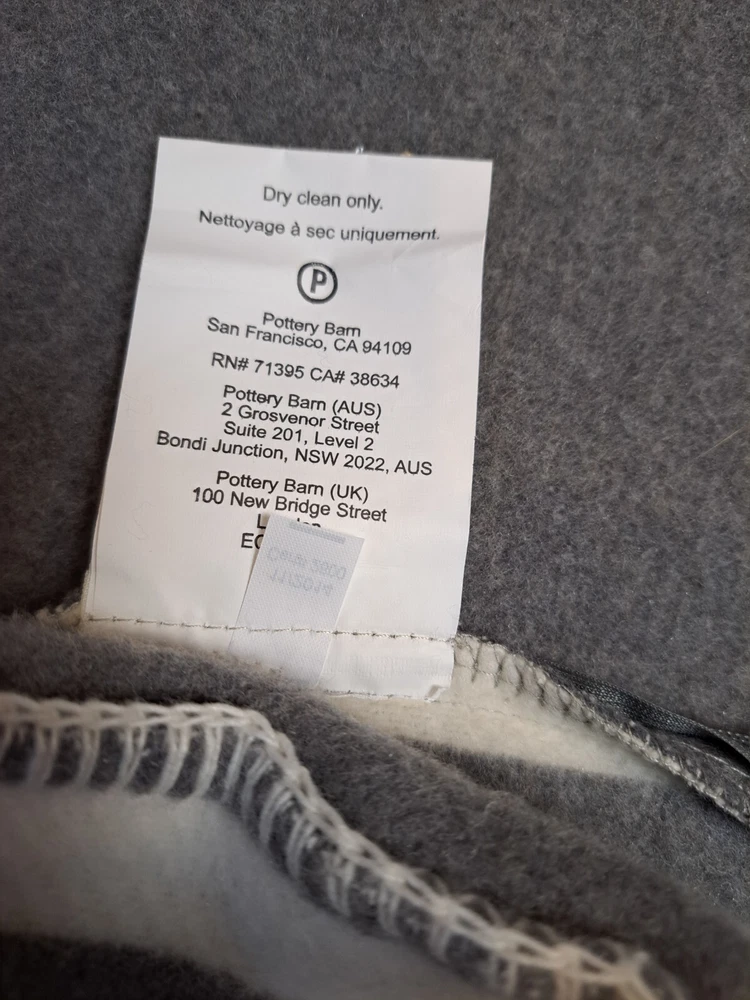 Dry clean only.
Nettoyage à sec uniquement.
P
Pottery Barn
San Francisco, CA 94109
RN# 71395 CA# 38634
Pottery Barn (AUS)
2 Grosvenor Street
Suite 201, Level 2
Bondi Junction, NSW 2022, AUS
Pottery Barn (UK)
100 New Bridge Street
11/2014